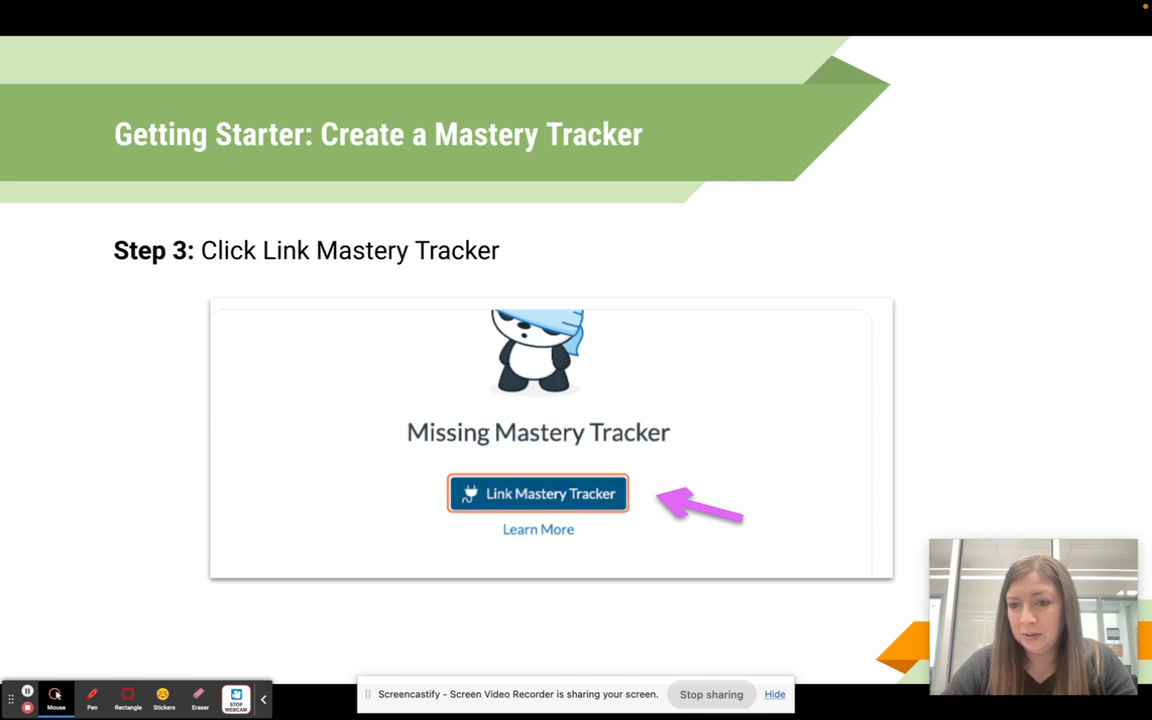 Getting Starter: Create a Mastery Tracker
Step 3: Click Link Mastery Tracker
Missing Mastery Tracker
Link Mastery Tracker
Learn More
Mouse
Pen
Rectangle
Stickers
Eraser
STOP
WEBCAM
Screencastify - Screen Video Recorder is sharing your screen.
Stop sharing
Hide